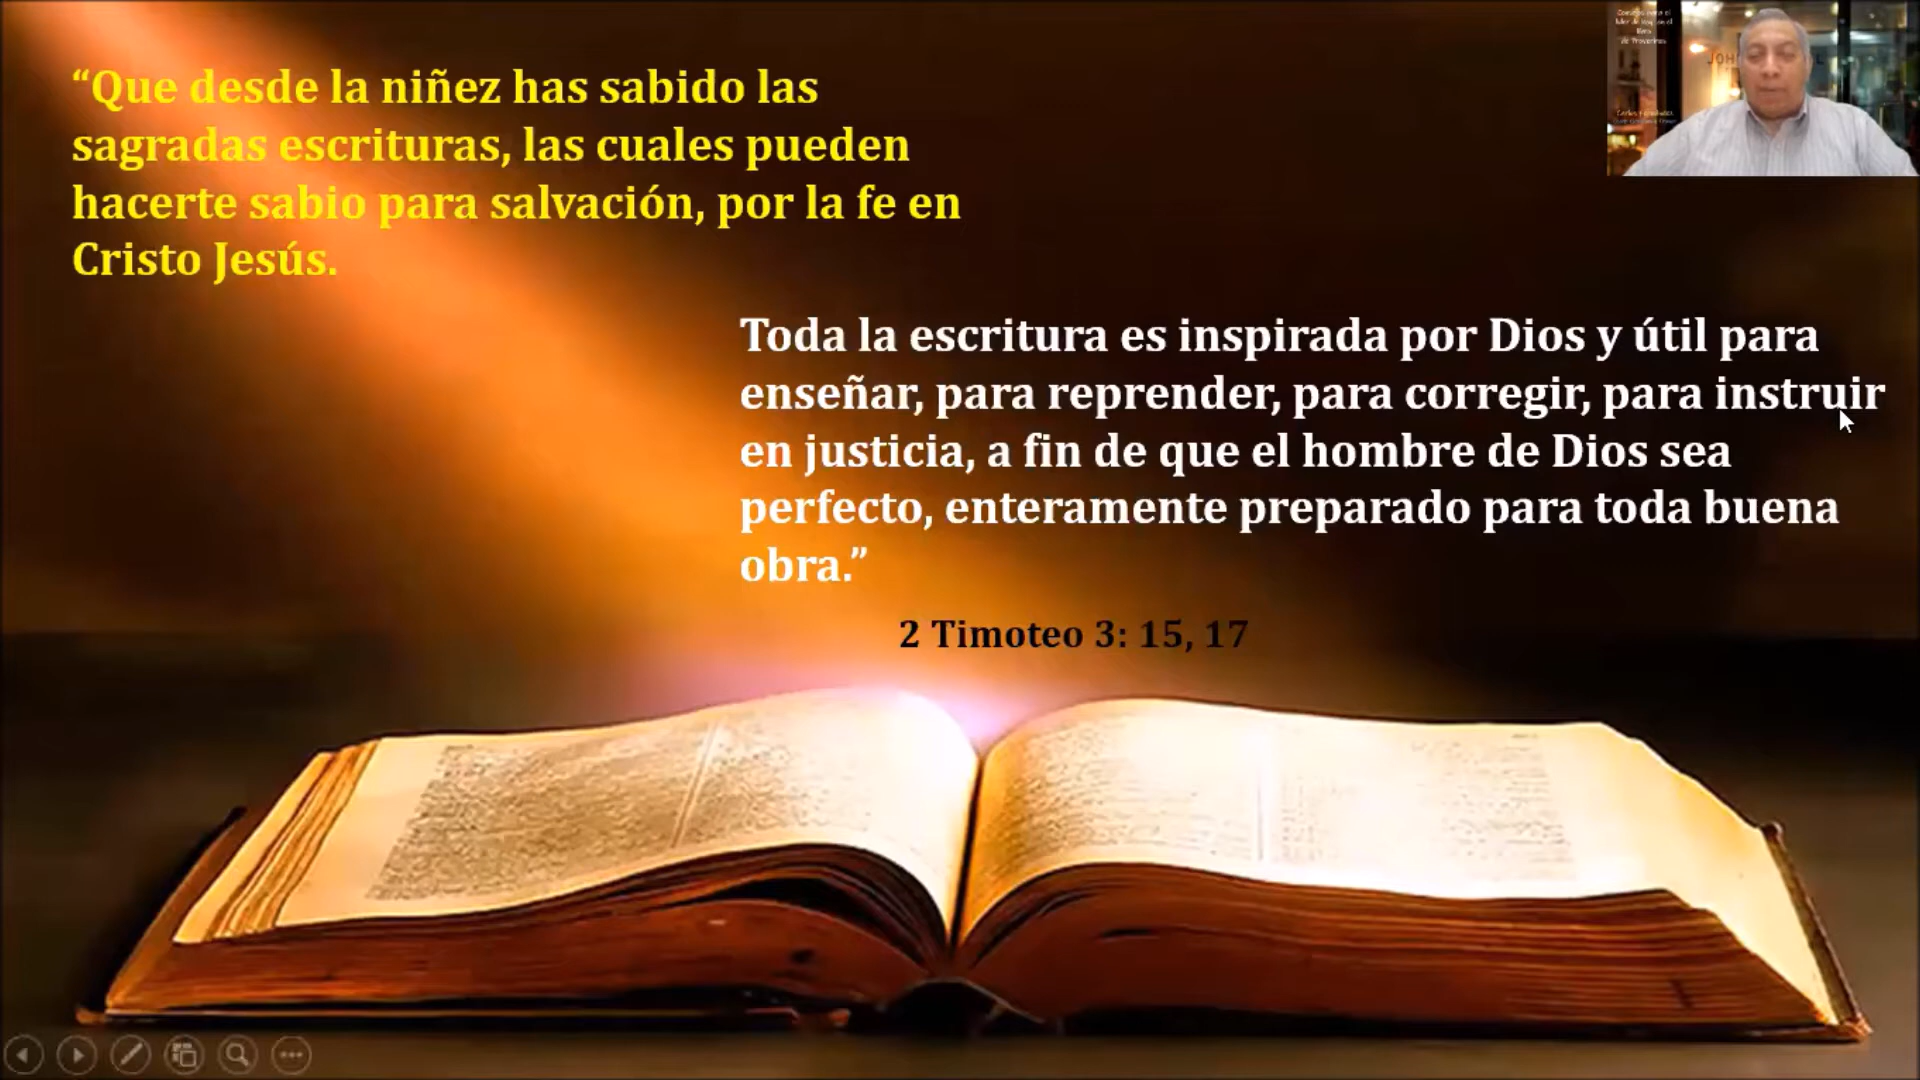 “Que desde la niñez has sabido las
sagradas escrituras, las cuales pueden
hacerte sabio para salvación, por la fe en
Cristo Jesús.
Toda la escritura es inspirada por Dios y útil para
enseñar, para reprender, para corregir, para instruir
en justicia, a fin de que el hombre de Dios sea
perfecto, enteramente preparado para toda buena
obra.”
2 Timoteo 3: 15, 17